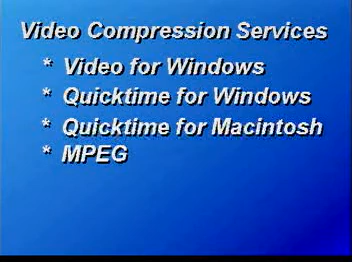 Video Compression Services
* Video for Windows
* Quicktime for Windows
* Quicktime for Macintosh
* MPEG